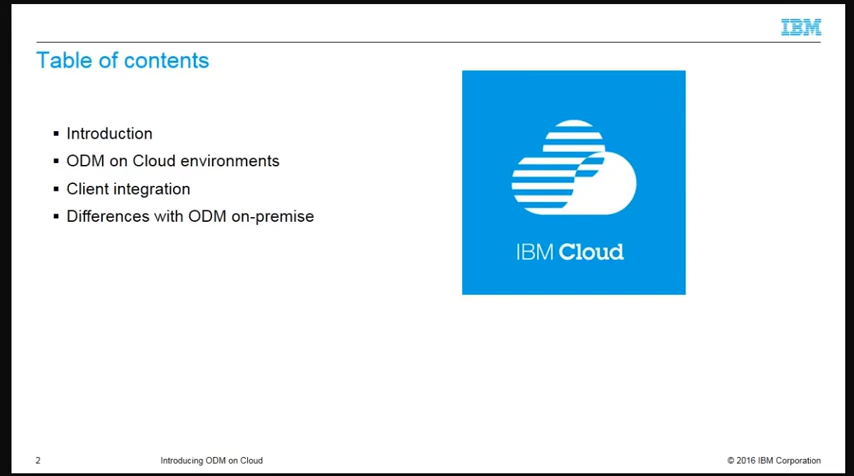 IBM
Table of contents
▪ Introduction
▪ ODM on Cloud environments
▪ Client integration
▪ Differences with ODM on-premise
IBM Cloud
2
Introducing ODM on Cloud
© 2016 IBM Corporation